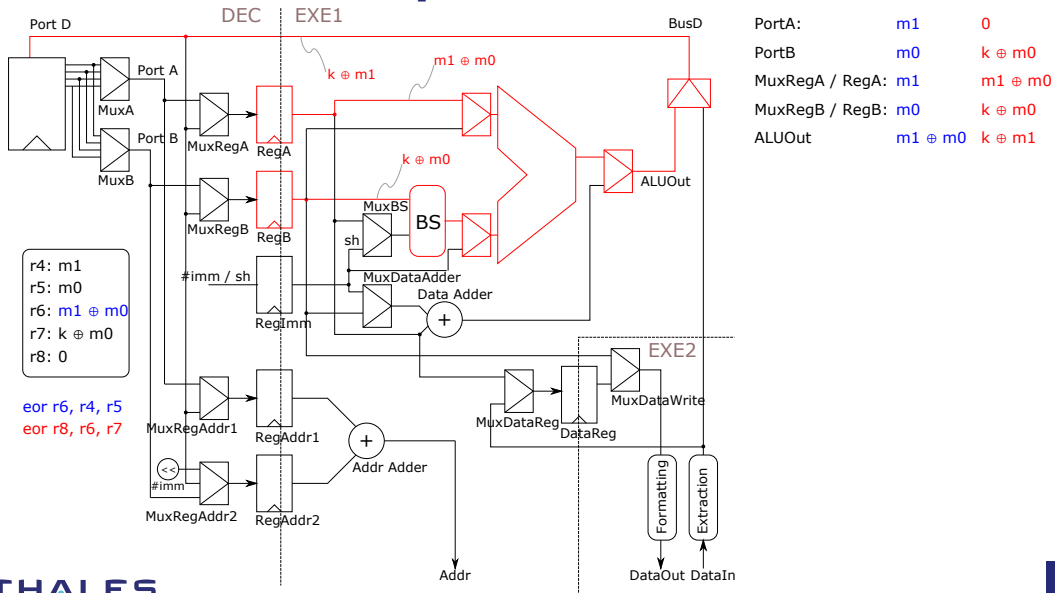 DEC EXE1
Port D
BusD
Port A
MuxA
Port B
MuxB
MuxRegA
RegA
MuxRegB
RegB
k ⊕ m1
m1 ⊕ m0
k ⊕ m0
MuxBS
BS
sh
ALUOut
#imm / sh
RegImm
MuxDataAdder
Data Adder
+
EXE2
MuxDataWrite
MuxDataReg
DataReg
r4: m1
r5: m0
r6: m1 ⊕ m0
r7: k ⊕ m0
r8: 0
eor r6, r4, r5
eor r8, r6, r7
MuxRegAddr1
RegAddr1
+
Addr Adder
<<
#imm
MuxRegAddr2
RegAddr2
Formatting
Extraction
Addr
DataOut DataIn
PortA: m1 0
PortB m0 k ⊕ m0
MuxRegA / RegA: m1 m1 ⊕ m0
MuxRegB / RegB: m0 k ⊕ m0
ALUOut m1 ⊕ m0 k ⊕ m1
THALES